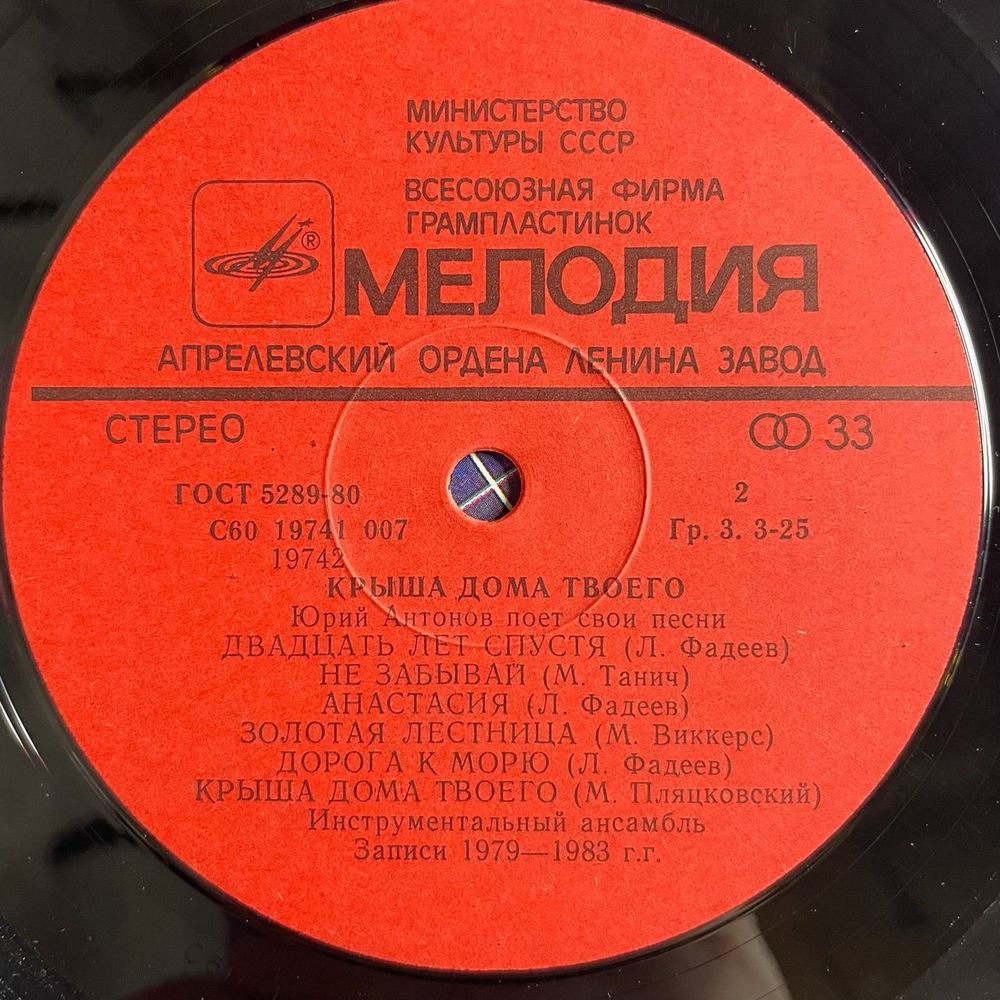 МИНИСТЕРСТВО
КУЛЬТУРЫ СССР
ВСЕСОЮЗНАЯ ФИРМА
ГРАМПЛАСТИНОК
®
МЕЛОДИЯ
АПРЕЛЕВСКИЙ ОРДЕНА ЛЕНИНА ЗАВОД
СТЕРЕО 33
ГОСТ 5289-80 2
С60 19741 007 Гр. 3. 3-25
19742
КРЫША ДОМА ТВОЕГО
Юрий Антонов поет свои песни
ДВАДЦАТЬ ЛЕТ СПУСТЯ (Л. Фадеев)
НЕ ЗАБЫВАЙ (М. Танич)
АНАСТАСИЯ (Л. Фадеев)
ЗОЛОТАЯ ЛЕСТНИЦА (М. Виккерс)
ДОРОГА К МОРЮ (Л. Фадеев)
КРЫША ДОМА ТВОЕГО (М. Пляцковский)
Инструментальный ансамбль
Записи 1979—1983 г.г.